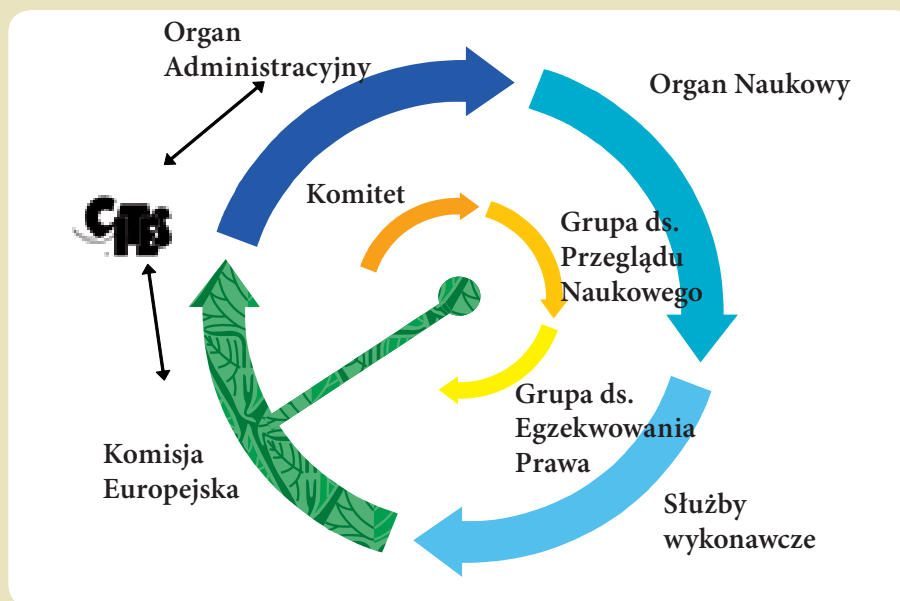 Organ
Administracyjny
Organ Naukowy
Komitet
CITES
Grupa ds.
Przeglądu
Naukowego
Grupa ds.
Egzekwowania
Prawa
Komisja
Europejska
Służby
wykonawcze